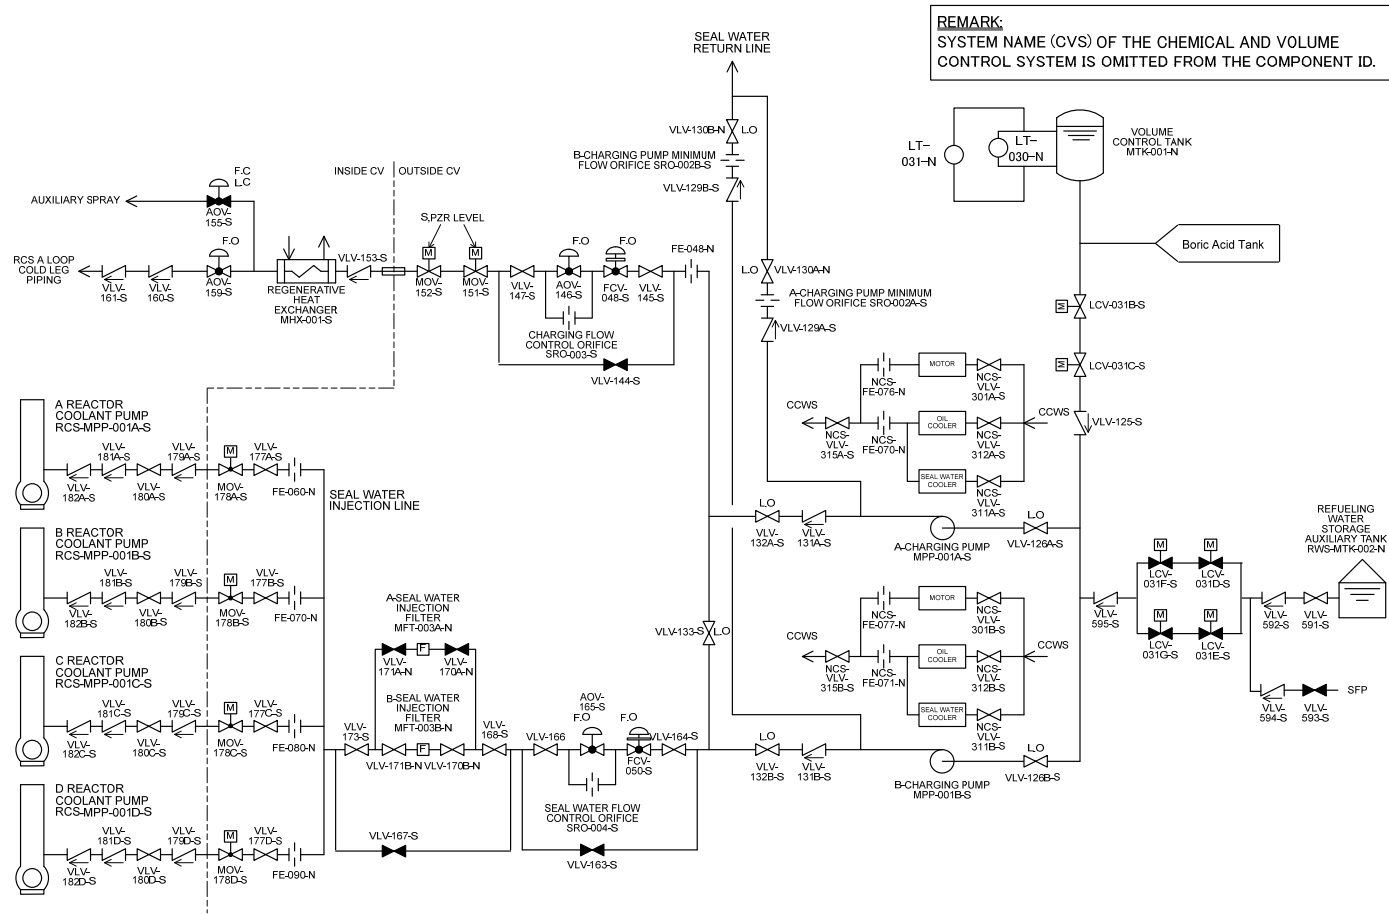 REMARK:
SYSTEM NAME (CVS) OF THE CHEMICAL AND VOLUME
CONTROL SYSTEM IS OMITTED FROM THE COMPONENT ID.
SEAL WATER
RETURN LINE
VLV-130B-N
L.O
B-CHARGING PUMP MINIMUM
FLOW ORIFICE SRO-002B-S
VLV-129B-S
L.O
VLV-130A-N
A-CHARGING PUMP MINIMUM
FLOW ORIFICE SRO-002A-S
VLV-129A-S
LT-
031-N
LT-
030-N
VOLUME
CONTROL TANK
MTK-001-N
Boric Acid Tank
M
LCV-031B-S
M
LCV-031C-S
VLV-125-S
INSIDE CV
OUTSIDE CV
F.C
L.C
AUXILIARY SPRAY
AOV-
155-S
RCS A LOOP
COLD LEG
PIPING
VLV-
161-S
VLV-
160-S
F.O
AOV-
159-S
REGENERATIVE
HEAT
EXCHANGER
MHX-001-S
VLV-153-S
S,PZR LEVEL
M
MOV-
152-S
M
MOV-
151-S
VLV-
147-S
F.O
AOV-
146-S
F.O
FCV-
048-S
VLV-
145-S
FE-048-N
CHARGING FLOW
CONTROL ORIFICE
SRO-003-S
VLV-144-S
MOTOR
NCS-
FE-076-N
NCS-
VLV-
301A-S
CCWS
NCS-
VLV-
315A-S
NCS-
FE-070-N
OIL
COOLER
NCS-
VLV-
312A-S
CCWS
SEAL WATER
COOLER
NCS-
VLV-
311A-S
L.O
VLV-
132A-S
VLV-
131A-S
A-CHARGING PUMP
MPP-001A-S
L.O
VLV-126A-S
A REACTOR
COOLANT PUMP
RCS-MPP-001A-S
VLV-
182A-S
VLV-
181A-S
VLV-
180A-S
VLV-
179A-S
M
MOV-
178A-S
VLV-
177A-S
FE-060-N
SEAL WATER
INJECTION LINE
B REACTOR
COOLANT PUMP
RCS-MPP-001B-S
VLV-
182B-S
VLV-
181B-S
VLV-
180B-S
VLV-
179B-S
M
MOV-
178B-S
VLV-
177B-S
FE-070-N
C REACTOR
COOLANT PUMP
RCS-MPP-001C-S
VLV-
182C-S
VLV-
181C-S
VLV-
180C-S
VLV-
179C-S
M
MOV-
178C-S
VLV-
177C-S
FE-080-N
D REACTOR
COOLANT PUMP
RCS-MPP-001D-S
VLV-
182D-S
VLV-
181D-S
VLV-
180D-S
VLV-
179D-S
M
MOV-
178D-S
VLV-
177D-S
FE-090-N
A-SEAL WATER
INJECTION
FILTER
MFT-003A-N
F
VLV-
171A-N
VLV-
170A-N
B-SEAL WATER
INJECTION
FILTER
MFT-003B-N
F
VLV-
173-S
VLV-171B-N
VLV-170B-N
VLV-
168-S
VLV-167-S
VLV-166
AOV-
165-S
F.O
F.O
FCV-
050-S
VLV-164-S
SEAL WATER FLOW
CONTROL ORIFICE
SRO-004-S
VLV-163-S
VLV-133-S
L.O
MOTOR
NCS-
FE-077-N
NCS-
VLV-
301B-S
CCWS
NCS-
VLV-
315B-S
NCS-
FE-071-N
OIL
COOLER
NCS-
VLV-
312B-S
CCWS
SEAL WATER
COOLER
NCS-
VLV-
311B-S
L.O
VLV-
132B-S
VLV-
131B-S
B-CHARGING PUMP
MPP-001B-S
L.O
VLV-126B-S
REFUELING
WATER
STORAGE
AUXILIARY TANK
RWS-MTK-002-N
M
LCV-
031F-S
M
LCV-
031D-S
M
LCV-
031G-S
M
LCV-
031E-S
VLV-
595-S
VLV-
592-S
VLV-
591-S
VLV-
594-S
VLV-
593-S
SFP